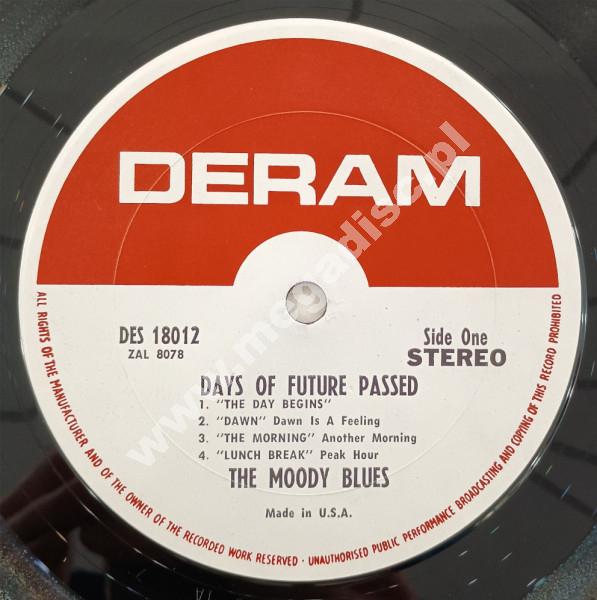 DERAM
DES 18012
ZAL 8078
Side One
STEREO
DAYS OF FUTURE PASSED
1. "THE DAY BEGINS"
2. "DAWN" Dawn Is A Feeling
3. "THE MORNING" Another Morning
4. "LUNCH BREAK" Peak Hour
THE MOODY BLUES
Made in U.S.A.
ALL RIGHTS OF THE MANUFACTURER AND OF THE OWNER OF THE RECORDED WORK RESERVED · UNAUTHORISED PUBLIC PERFORMANCE BROADCASTING AND COPYING OF THIS RECORD PROHIBITED
www.megadisc.pl